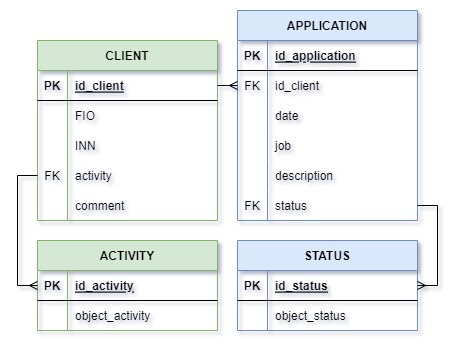 CLIENT
PK id_client
FIO
INN
FK activity
comment
APPLICATION
PK id_application
FK id_client
date
job
description
FK status
ACTIVITY
PK id_activity
object_activity
STATUS
PK id_status
object_status